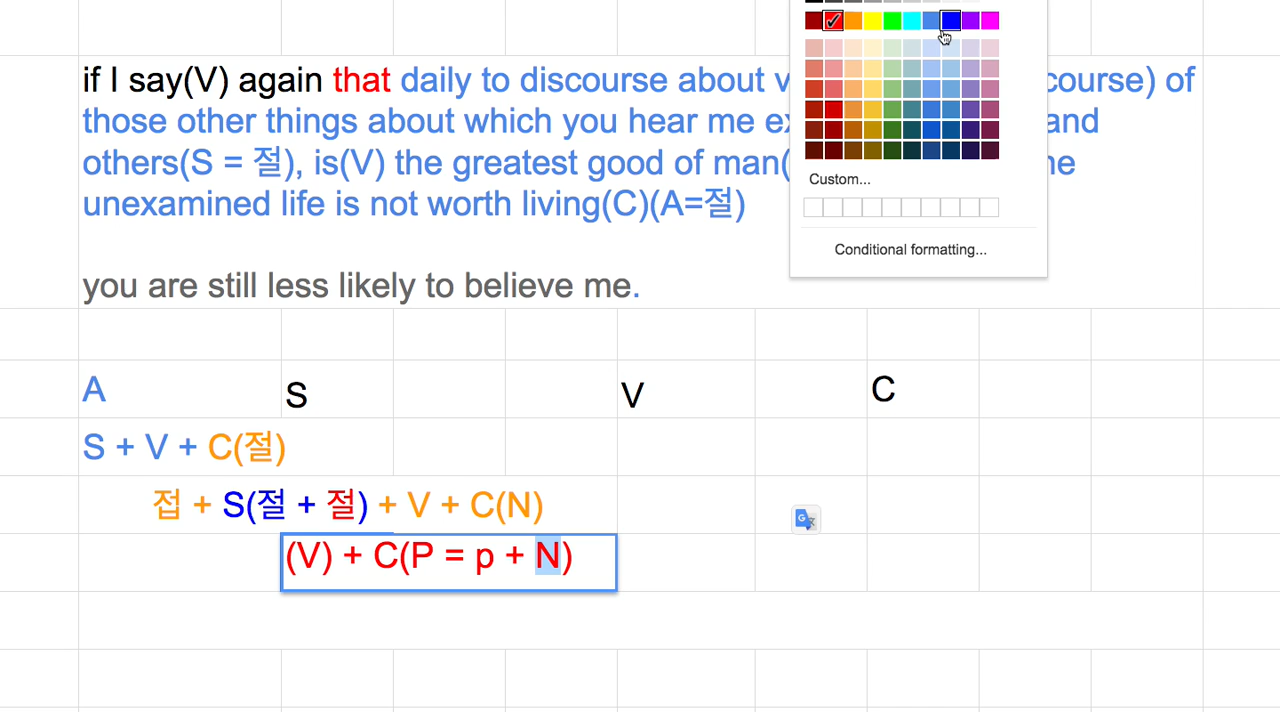 if I say(V) again that daily to discourse about v course) of
those other things about which you hear me ex and
others(S = 절), is(V) the greatest good of man( ne
unexamined life is not worth living(C)(A=절)
you are still less likely to believe me.
Custom...
Conditional formatting...
A S V C
S + V + C(절)
접 + S(절 + 절) + V + C(N)
(V) + C(P = p + N)